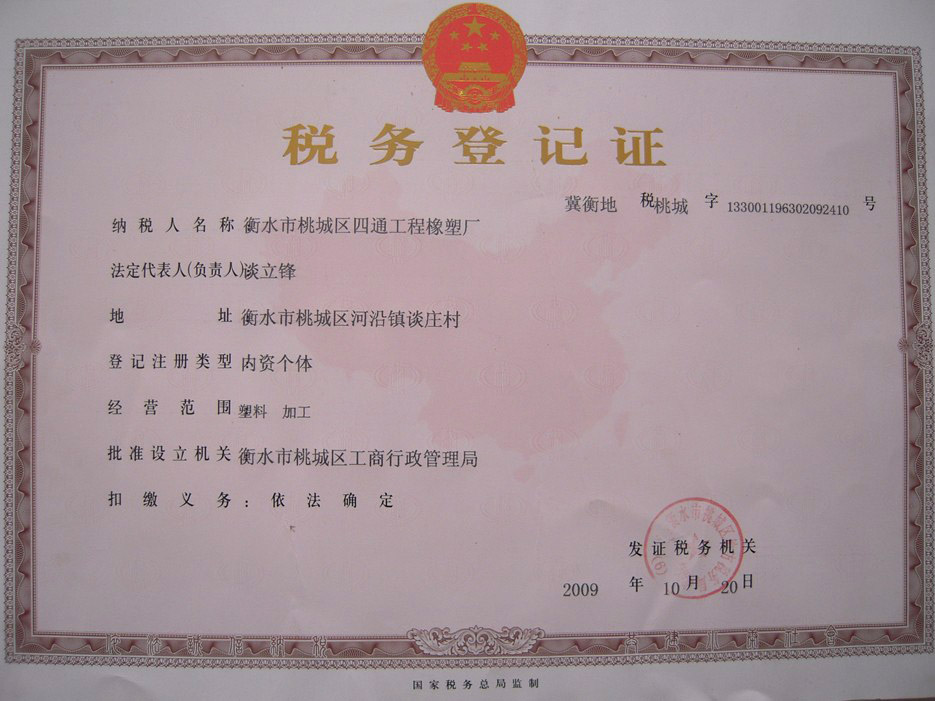 税务登记证
冀衡地 税桃城 字 133001196302092410 号
纳税人名称 衡水市桃城区四通工程橡塑厂
法定代表人(负责人)谈立锋
地 址 衡水市桃城区河沿镇谈庄村
登记注册类型 内资个体
经营范围 塑料 加工
批准设立机关 衡水市桃城区工商行政管理局
扣缴义务:依法确定
发证税务机关
2009 年 10 月 20 日
国家税务总局监制